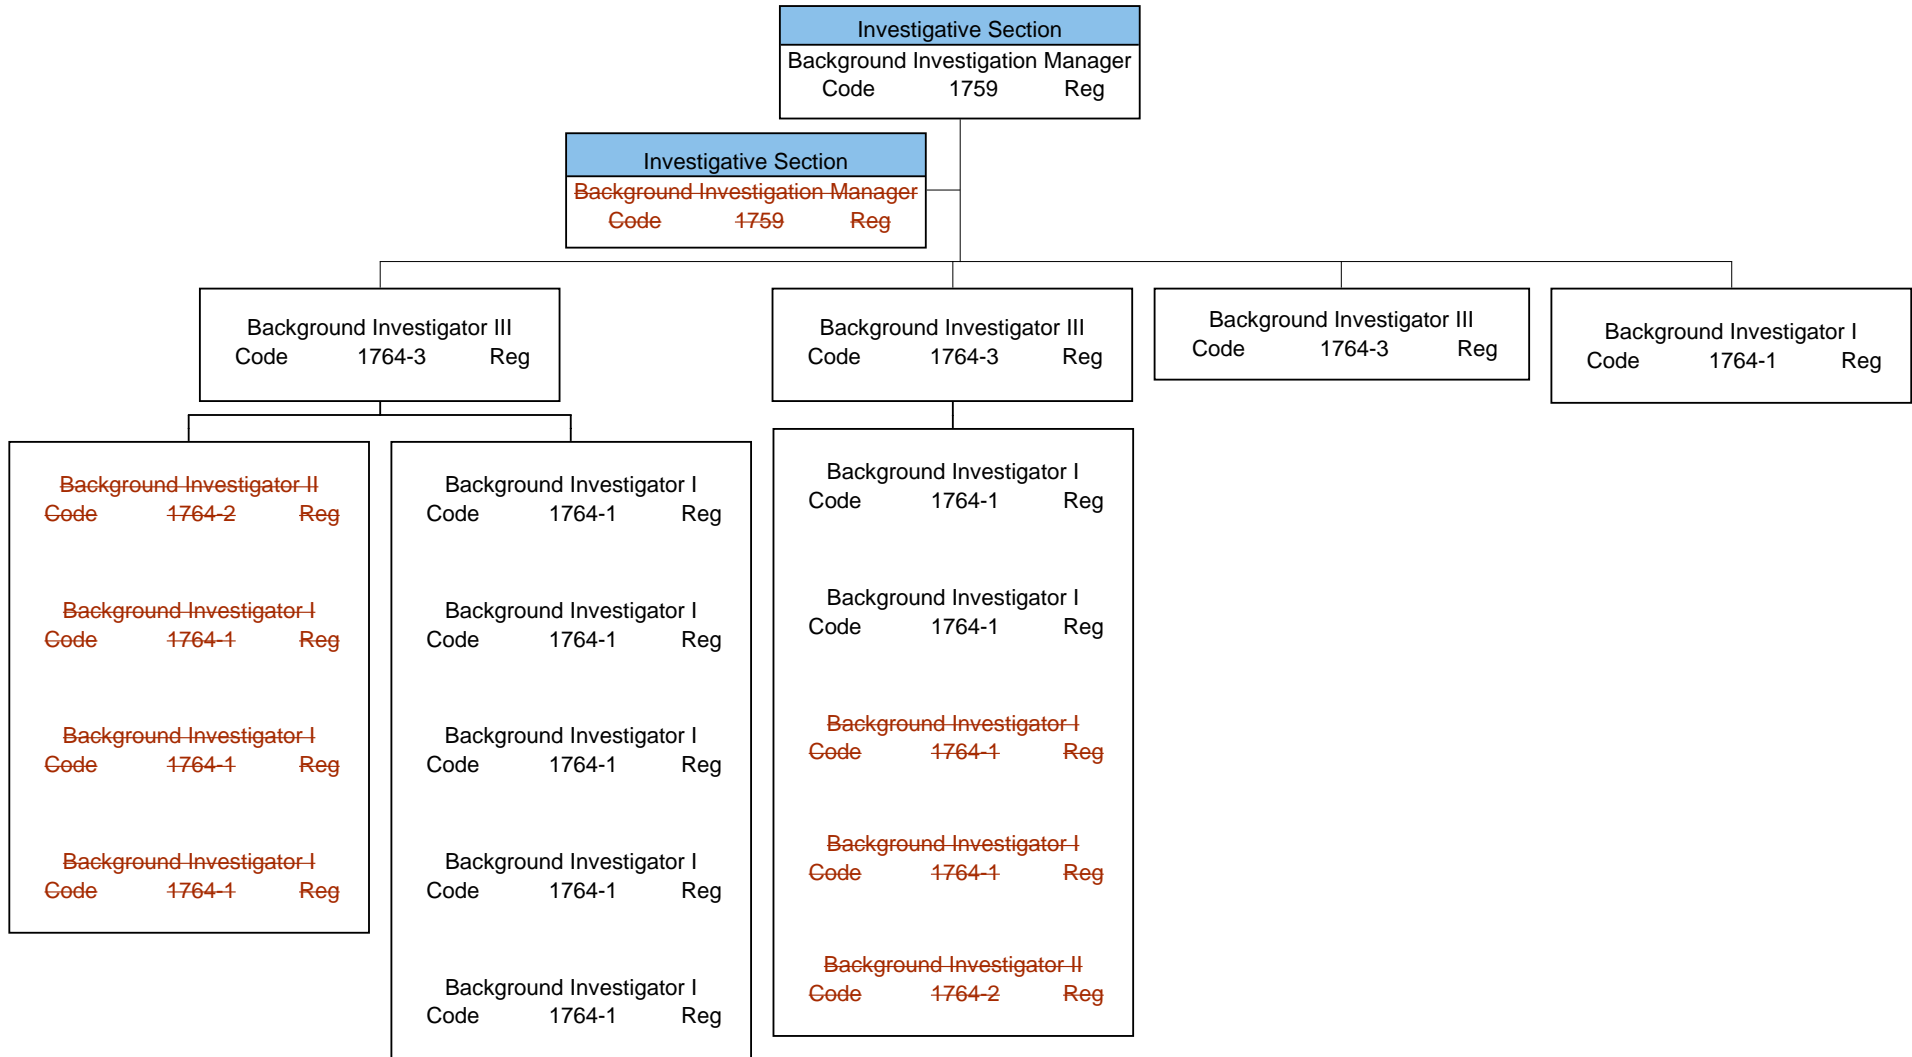 Investigative Section
Background Investigation Manager
Code 1759 Reg
Investigative Section
Background Investigation Manager
Code 1759 Reg
Background Investigator III
Code 1764-3 Reg
Background Investigator III
Code 1764-3 Reg
Background Investigator III
Code 1764-3 Reg
Background Investigator I
Code 1764-1 Reg
Background Investigator II
Code 1764-2 Reg
Background Investigator I
Code 1764-1 Reg
Background Investigator I
Code 1764-1 Reg
Background Investigator I
Code 1764-1 Reg
Background Investigator I
Code 1764-1 Reg
Background Investigator I
Code 1764-1 Reg
Background Investigator I
Code 1764-1 Reg
Background Investigator I
Code 1764-1 Reg
Background Investigator I
Code 1764-1 Reg
Background Investigator I
Code 1764-1 Reg
Background Investigator I
Code 1764-1 Reg
Background Investigator I
Code 1764-1 Reg
Background Investigator I
Code 1764-1 Reg
Background Investigator II
Code 1764-2 Reg